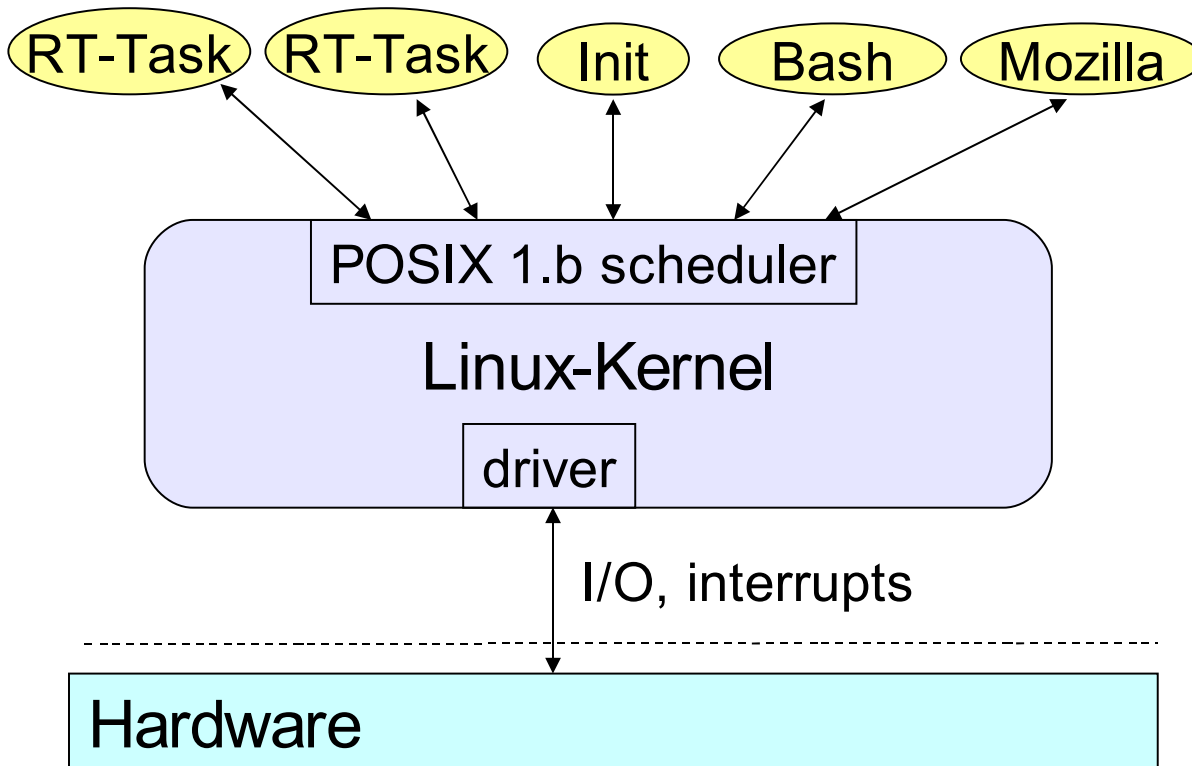 RT-Task RT-Task Init Bash Mozilla
POSIX 1.b scheduler
Linux-Kernel
driver
I/O, interrupts
Hardware